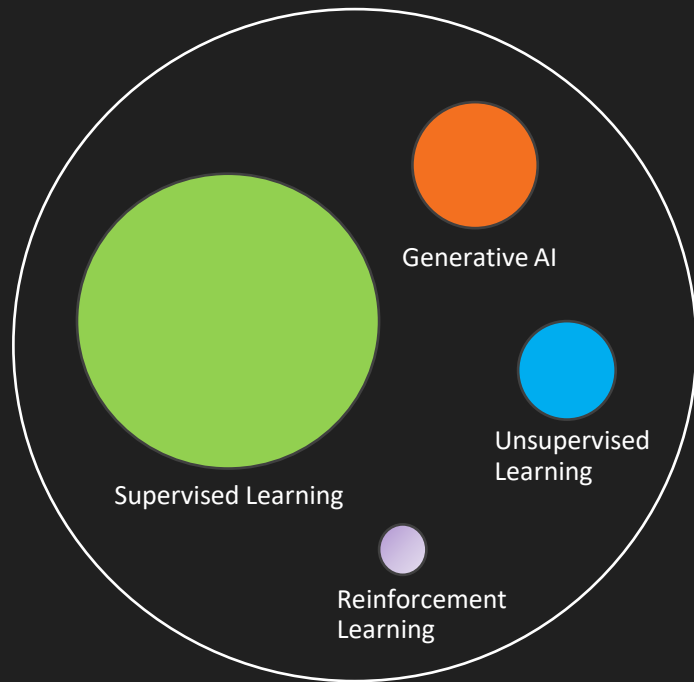 Generative AI
Unsupervised
Learning
Supervised Learning
Reinforcement
Learning